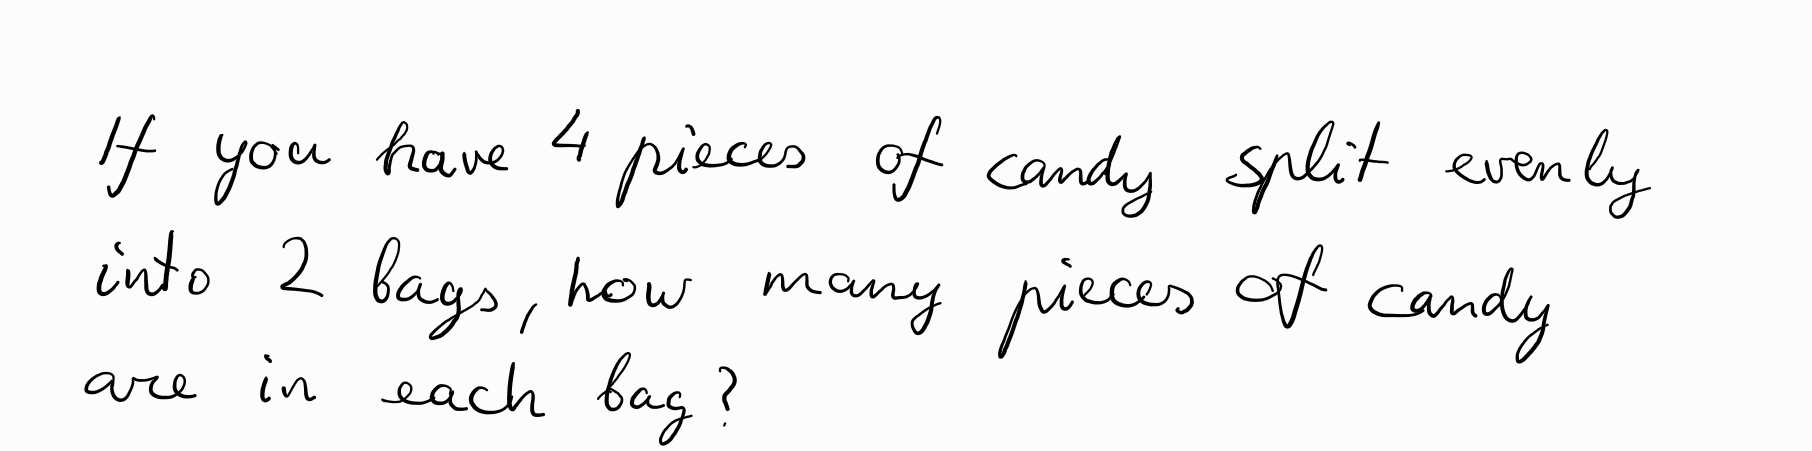 If you have 4 pieces of candy split evenly
into 2 bags, how many pieces of candy
are in each bag?